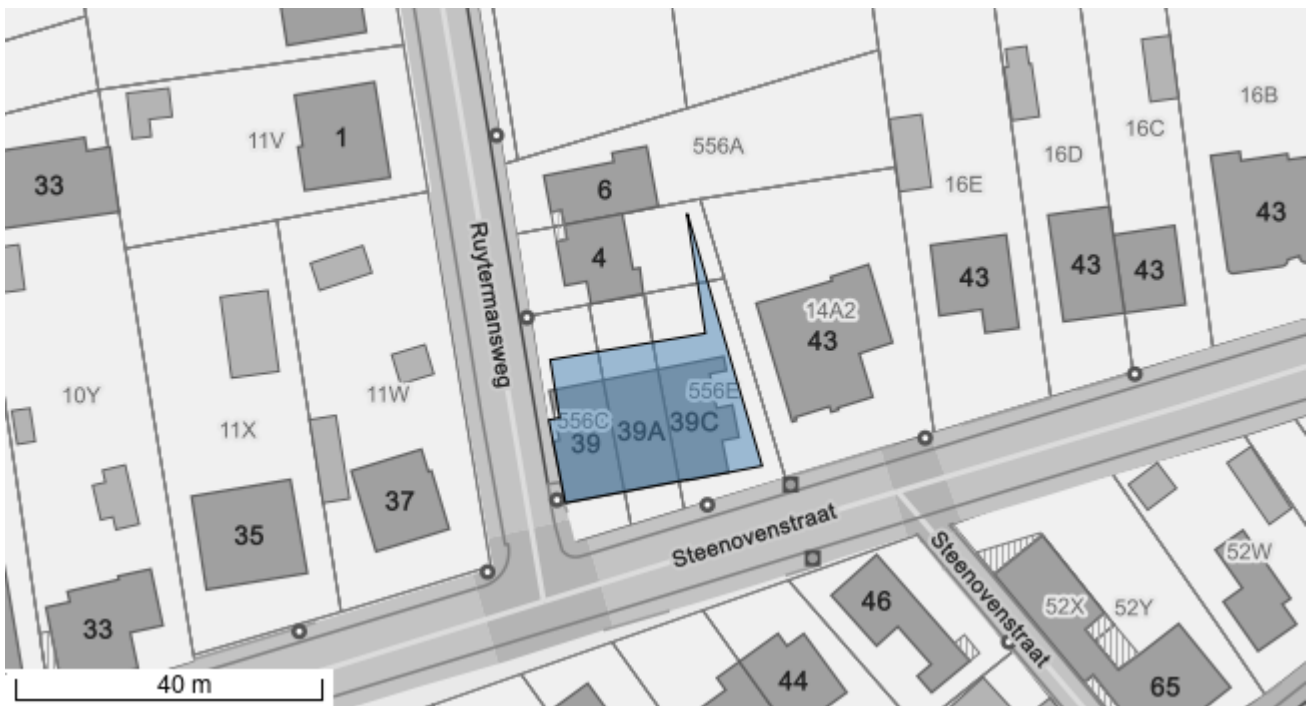 16B
16C
11V
1
556A
16D
33
6
16E
43
Ruytermansweg
4
43
43
43
14A2
43
10Y
11W
556E
11X
556C
39A
39C
39
37
35
Steenovenstraat
Steenovenstraat
52W
46
52X
52Y
33
44
65
40 m